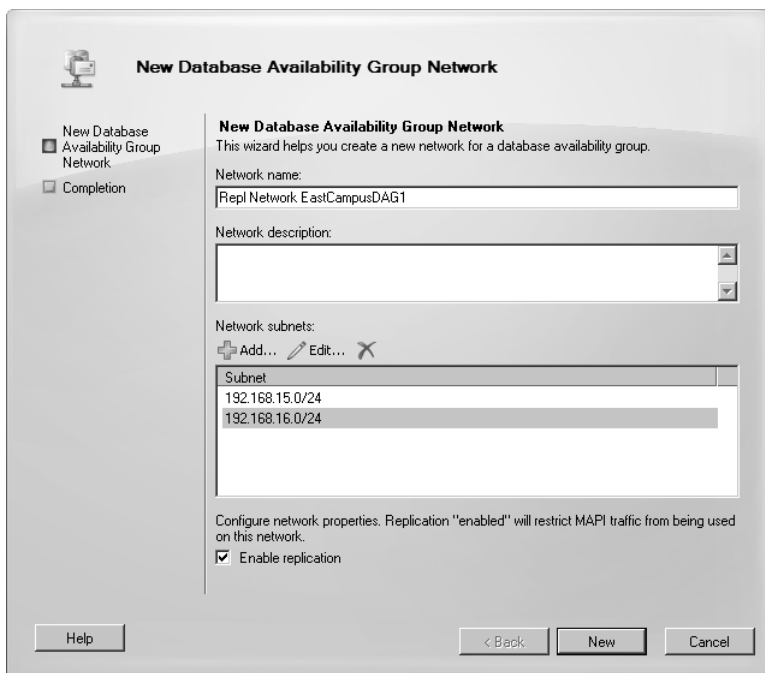 New Database Availability Group Network
New Database
Availability Group
Network
Completion
New Database Availability Group Network
This wizard helps you create a new network for a database availability group.
Network name:
Repl Network EastCampusDAG1
Network description:
Network subnets:
Add... Edit...
Subnet
192.168.15.0/24
192.168.16.0/24
Configure network properties. Replication "enabled" will restrict MAPI traffic from being used
on this network.
Enable replication
Help
< Back
New
Cancel